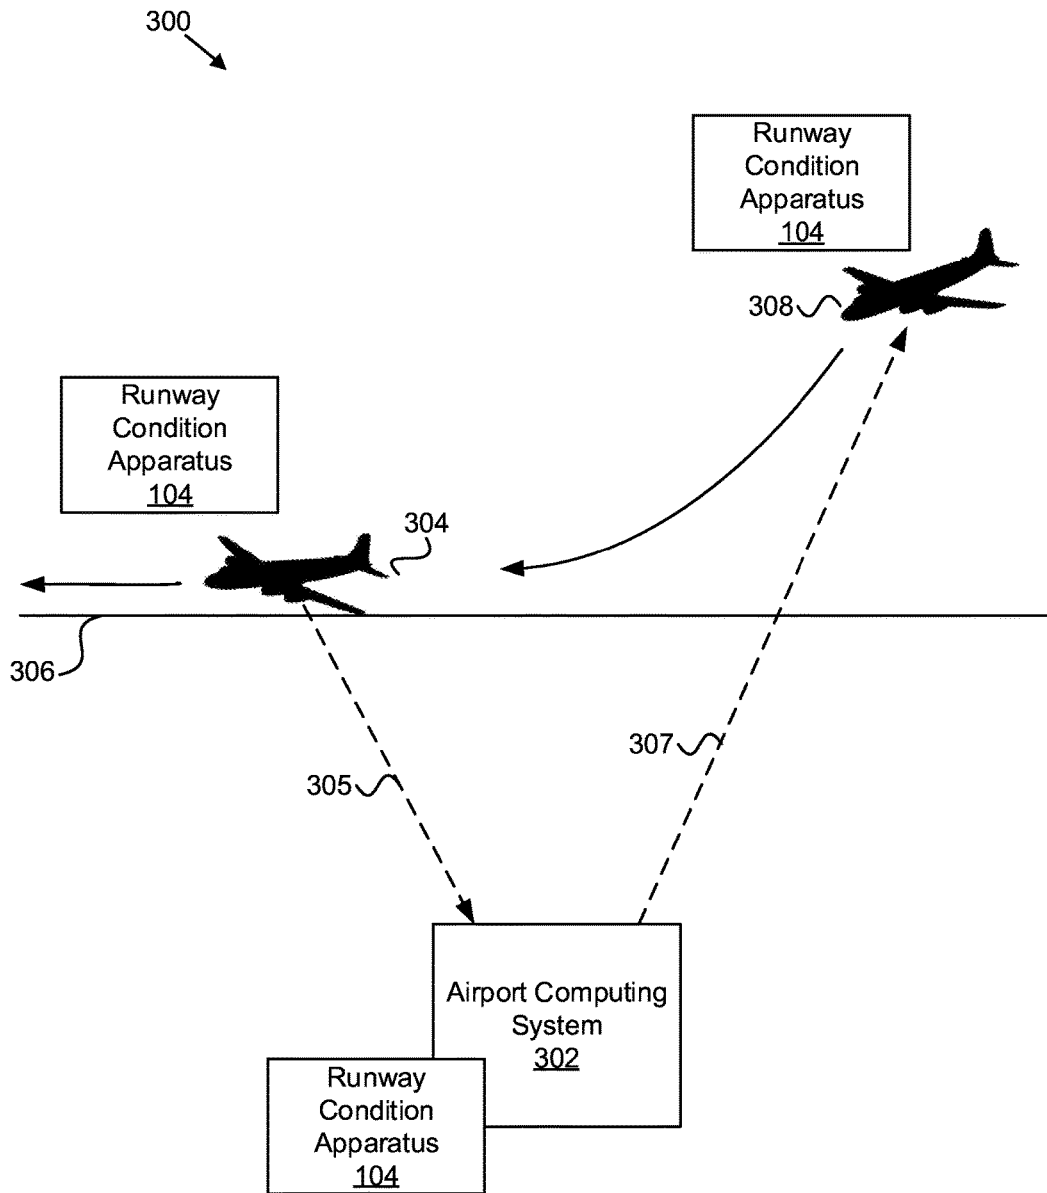 300
Runway
Condition
Apparatus
104
308
Runway
Condition
Apparatus
104
304
306
307
305
Airport Computing
System
302
Runway
Condition
Apparatus
104